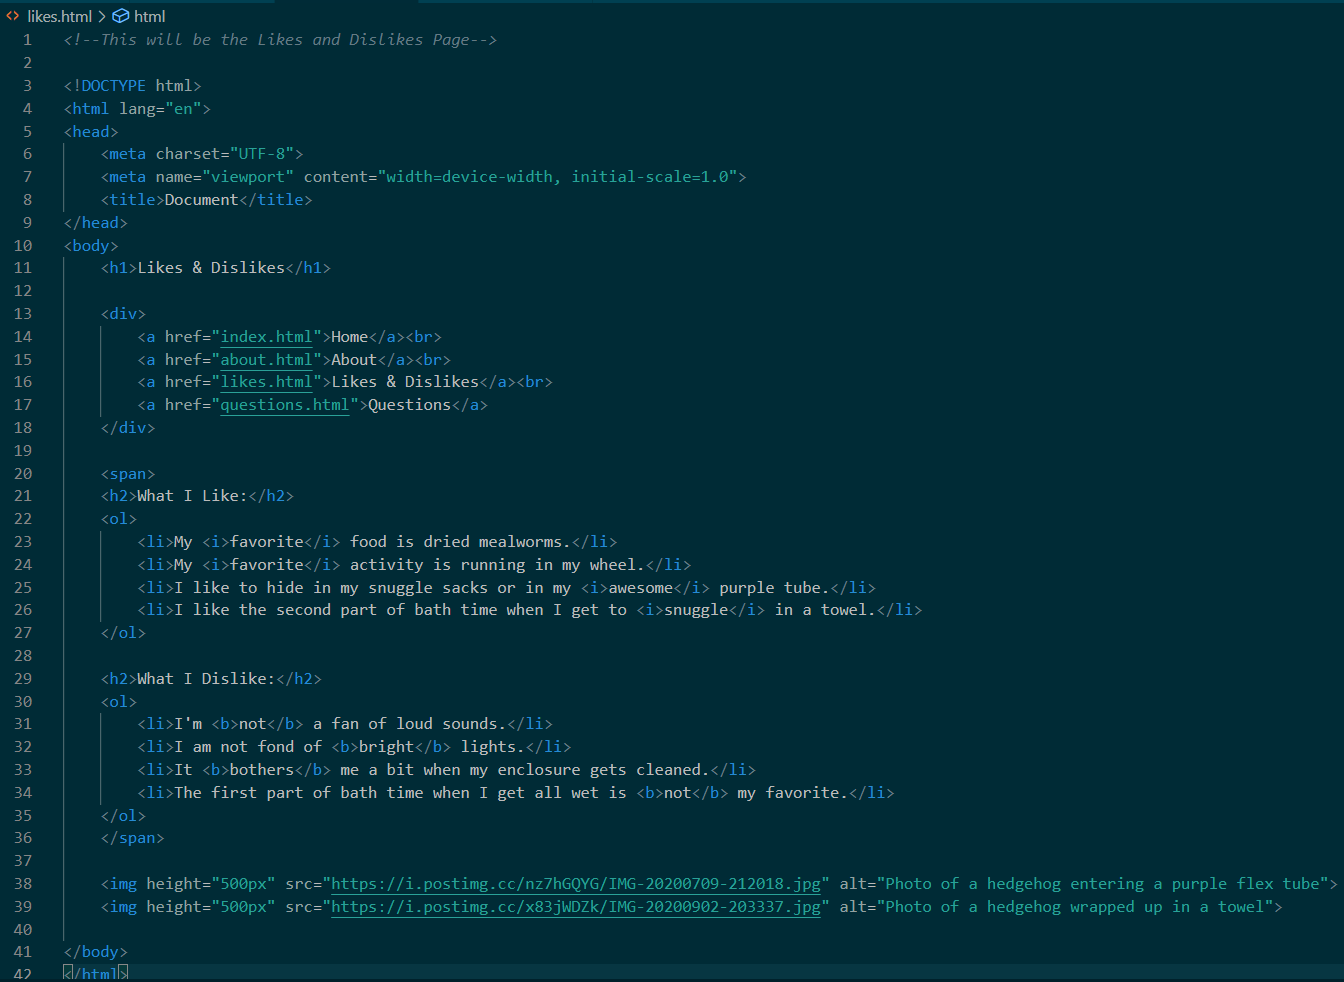 likes.html > html
1 <!--This will be the Likes and Dislikes Page-->
2
3 <!DOCTYPE html>
4 <html lang="en">
5 <head>
6     <meta charset="UTF-8">
7     <meta name="viewport" content="width=device-width, initial-scale=1.0">
8     <title>Document</title>
9 </head>
10 <body>
11     <h1>Likes & Dislikes</h1>
12
13     <div>
14         <a href="index.html">Home</a><br>
15         <a href="about.html">About</a><br>
16         <a href="likes.html">Likes & Dislikes</a><br>
17         <a href="questions.html">Questions</a>
18     </div>
19
20     <span>
21     <h2>What I Like:</h2>
22     <ol>
23         <li>My <i>favorite</i> food is dried mealworms.</li>
24         <li>My <i>favorite</i> activity is running in my wheel.</li>
25         <li>I like to hide in my snuggle sacks or in my <i>awesome</i> purple tube.</li>
26         <li>I like the second part of bath time when I get to <i>snuggle</i> in a towel.</li>
27     </ol>
28
29     <h2>What I Dislike:</h2>
30     <ol>
31         <li>I'm <b>not</b> a fan of loud sounds.</li>
32         <li>I am not fond of <b>bright</b> lights.</li>
33         <li>It <b>bothers</b> me a bit when my enclosure gets cleaned.</li>
34         <li>The first part of bath time when I get all wet is <b>not</b> my favorite.</li>
35     </ol>
36     </span>
37
38     <img height="500px" src="https://i.postimg.cc/nz7hGQYG/IMG-20200709-212018.jpg" alt="Photo of a hedgehog entering a purple flex tube">
39     <img height="500px" src="https://i.postimg.cc/x83jWDZk/IMG-20200902-203337.jpg" alt="Photo of a hedgehog wrapped up in a towel">
40
41 </body>
42 </html>